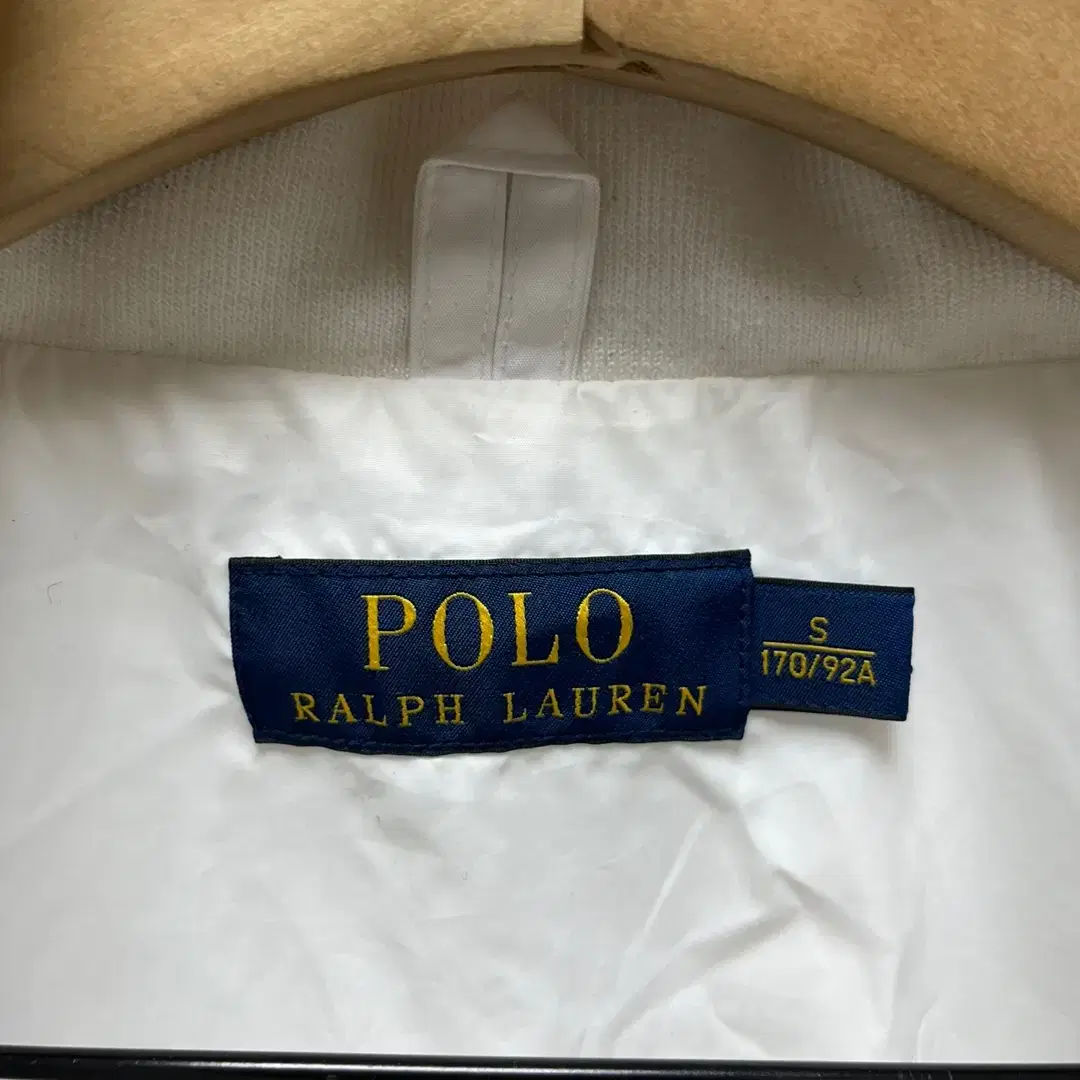 POLO
RALPH LAUREN
S
170/92A